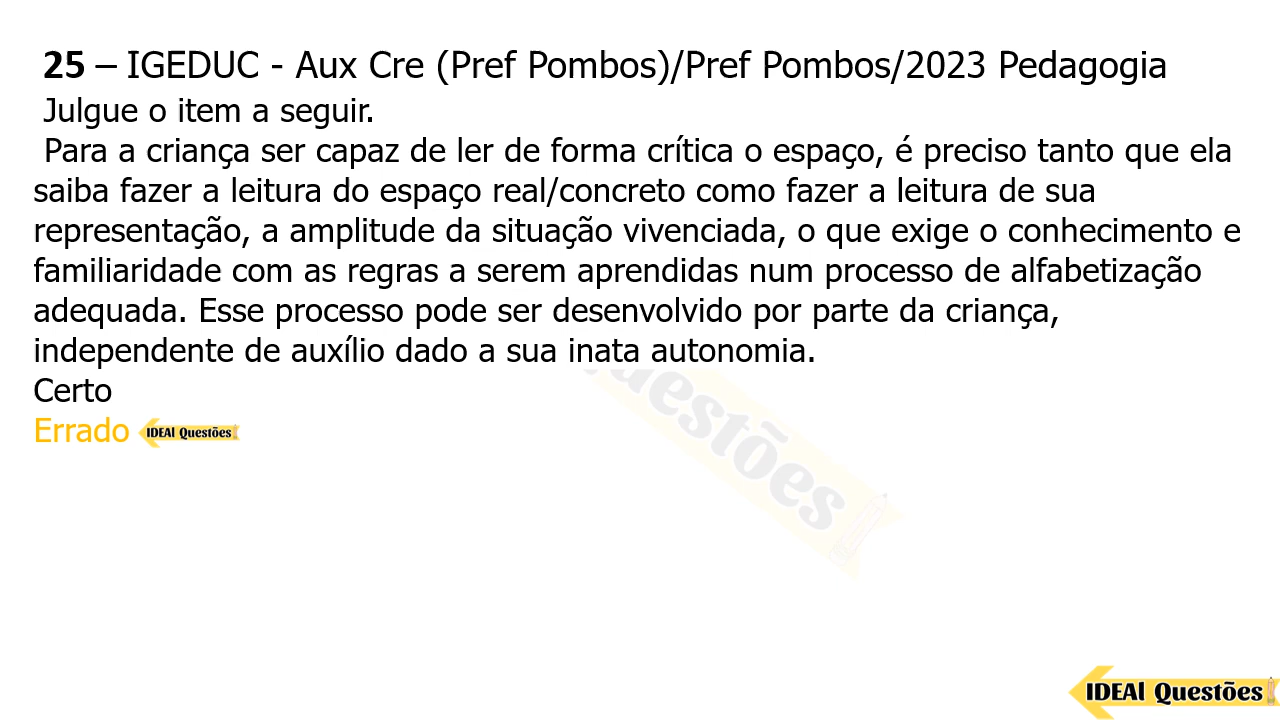 25 – IGEDUC - Aux Cre (Pref Pombos)/Pref Pombos/2023 Pedagogia
Julgue o item a seguir.
Para a criança ser capaz de ler de forma crítica o espaço, é preciso tanto que ela
saiba fazer a leitura do espaço real/concreto como fazer a leitura de sua
representação, a amplitude da situação vivenciada, o que exige o conhecimento e
familiaridade com as regras a serem aprendidas num processo de alfabetização
adequada. Esse processo pode ser desenvolvido por parte da criança,
independente de auxílio dado a sua inata autonomia.
Certo
Errado IDEAl Questões
uestões
IDEAl Questões